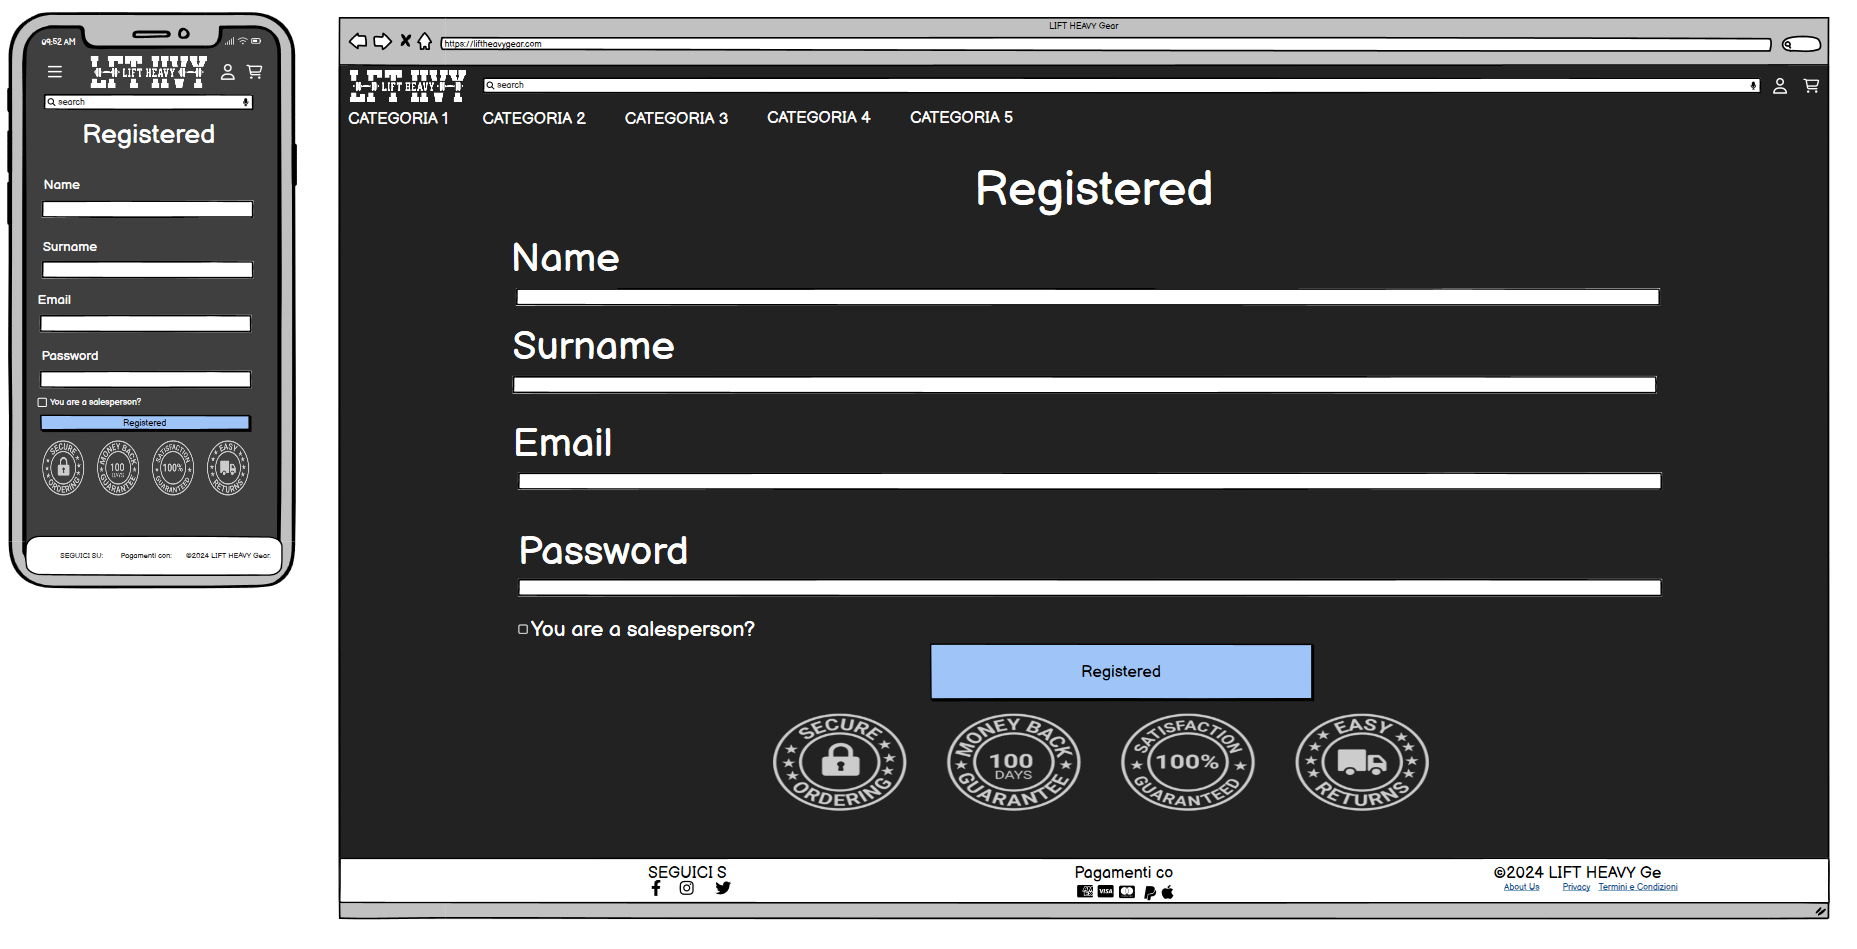 09:52 AM
LIFT HEAVY
search
Registered
Name
Surname
Email
Password
You are a salesperson?
Registered
SECURE ORDERING
MONEY BACK GUARANTEE 100 DAYS
SATISFACTION GUARANTEED 100%
EASY RETURNS
SEGUICI SU: Pagamenti con: ©2024 LIFT HEAVY Gear.
LIFT HEAVY Gear
https://liftheavygear.com
LIFT HEAVY
search
CATEGORIA 1 CATEGORIA 2 CATEGORIA 3 CATEGORIA 4 CATEGORIA 5
Registered
Name
Surname
Email
Password
You are a salesperson?
Registered
SECURE ORDERING
MONEY BACK GUARANTEE 100 DAYS
SATISFACTION GUARANTEED 100%
EASY RETURNS
SEGUICI S Pagamenti co ©2024 LIFT HEAVY Ge
VISA
About Us Privacy Termini e Condizioni